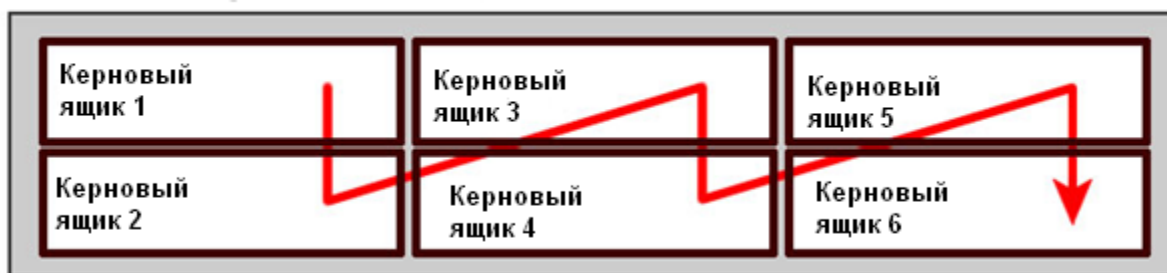 Керновый
ящик 1
Керновый
ящик 2
Керновый
ящик 3
Керновый
ящик 4
Керновый
ящик 5
Керновый
ящик 6